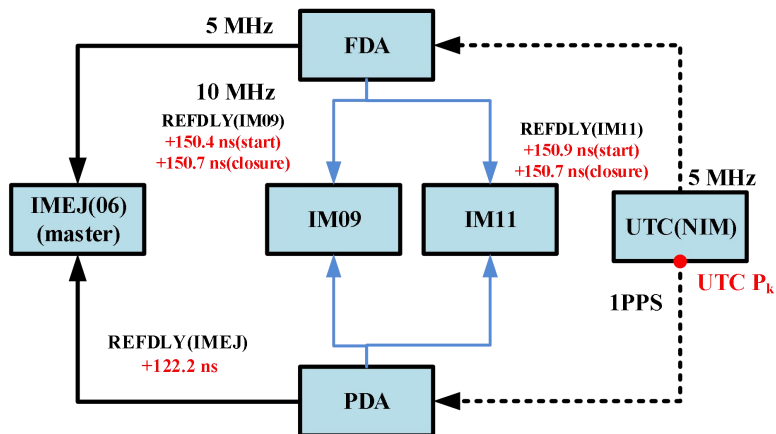 5 MHz
FDA
10 MHz
REFDLY(IM09)
+150.4 ns(start)
+150.7 ns(closure)
REFDLY(IM11)
+150.9 ns(start)
+150.7 ns(closure)
5 MHz
IMEJ(06)
(master)
IM09
IM11
UTC(NIM)
UTC Pk
1PPS
REFDLY(IMEJ)
+122.2 ns
PDA